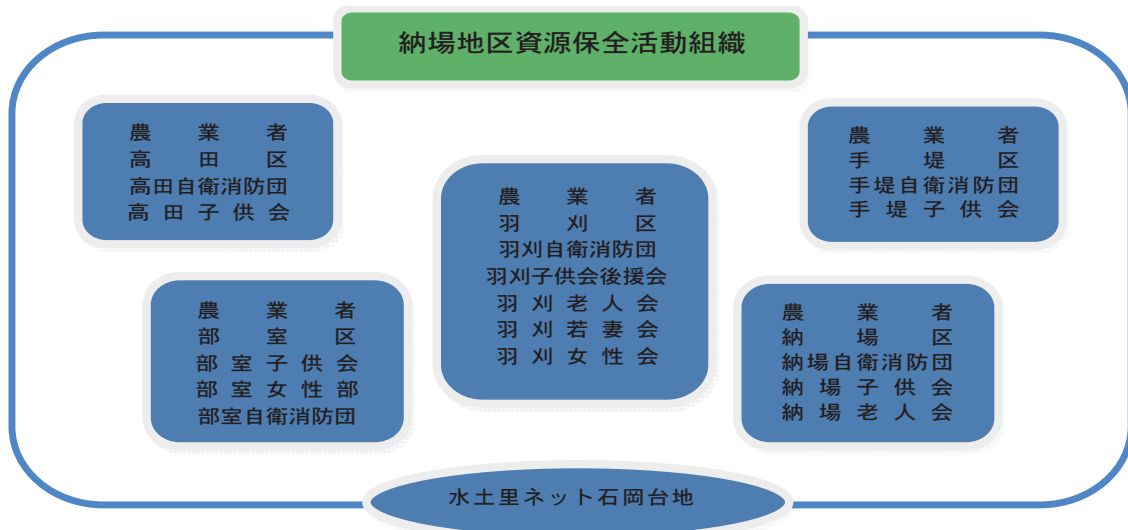 納場地区資源保全活動組織
農業者
高田区
高田自衛消防団
高田子供会
農業者
手堤区
手堤自衛消防団
手堤子供会
農業者
羽刈区
羽刈自衛消防団
羽刈子供会後援会
羽刈老人会
羽刈若妻会
羽刈女性会
農業者
部室区
部室子供会
部室女性部
部室自衛消防団
農業者
納場区
納場自衛消防団
納場子供会
納場老人会
水土里ネット石岡台地